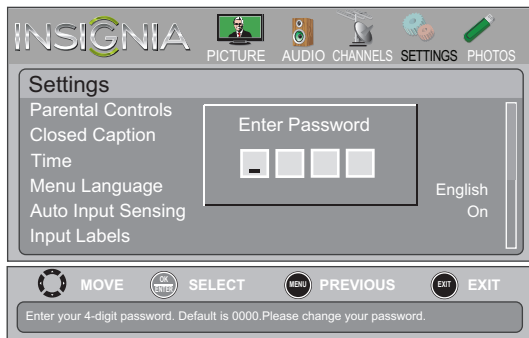 INSIGNIA
PICTURE AUDIO CHANNELS SETTINGS PHOTOS
Settings
Parental Controls
Closed Caption
Time
Menu Language English
Auto Input Sensing On
Input Labels
Enter Password
MOVE OK ENTER SELECT MENU PREVIOUS EXIT EXIT
Enter your 4-digit password. Default is 0000.Please change your password.